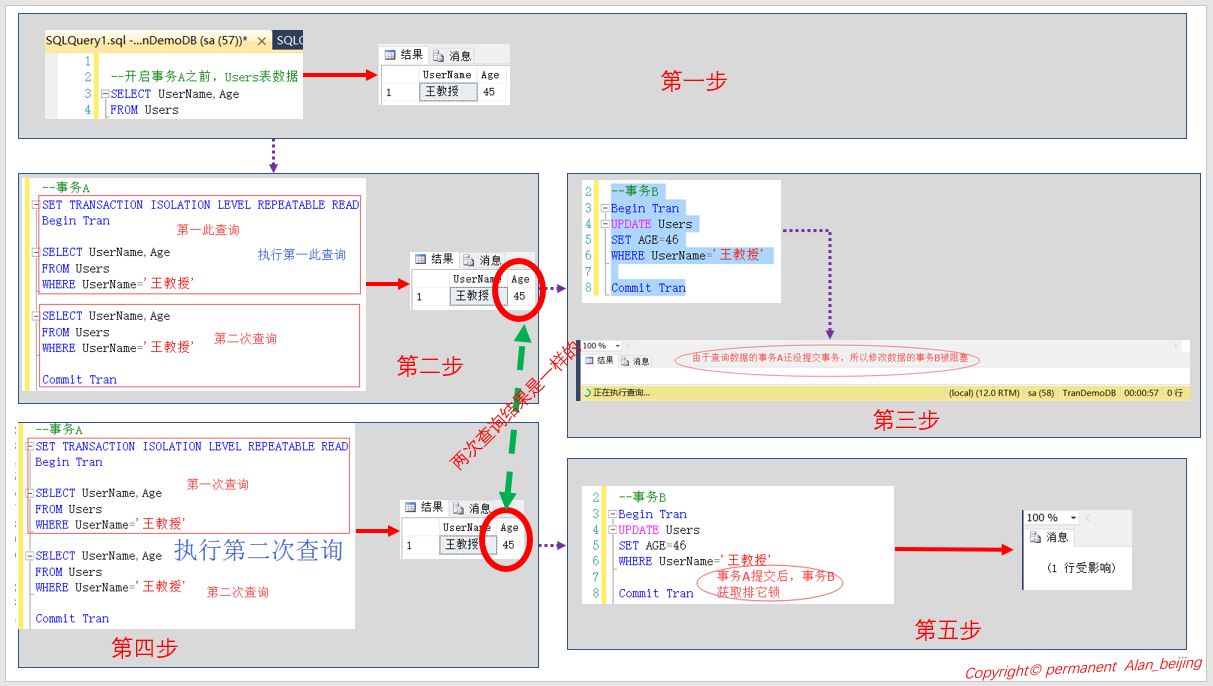 SQLQuery1.sql -...nDemoDB (sa (57))* ✕ SQLQ
1
2 --开启事务A之前，Users表数据
3 SELECT UserName,Age
4 FROM Users
结果 消息
UserName Age
1 王教授 45
第一步
--事务A
SET TRANSACTION ISOLATION LEVEL REPEATABLE READ
Begin Tran
第一此查询
SELECT UserName,Age
执行第一此查询
FROM Users
WHERE UserName='王教授'
SELECT UserName,Age
FROM Users
第二次查询
WHERE UserName='王教授'
Commit Tran
结果 消息
UserName Age
1 王教授 45
第二步
两次查询结果是一样的
2 --事务B
3 Begin Tran
4 UPDATE Users
5 SET AGE=46
6 WHERE UserName='王教授'
7
8 Commit Tran
100 %
结果 消息
由于查询数据的事务A还没提交事务，所以修改数据的事务B被阻塞
正在执行查询... (local) (12.0 RTM) sa (58) TranDemoDB 00:00:57 0 行
第三步
--事务A
SET TRANSACTION ISOLATION LEVEL REPEATABLE READ
Begin Tran
第一次查询
SELECT UserName,Age
FROM Users
WHERE UserName='王教授'
SELECT UserName,Age
执行第二次查询
FROM Users
WHERE UserName='王教授'
第二次查询
Commit Tran
结果 消息
UserName Age
1 王教授 45
第四步
2 --事务B
3 Begin Tran
4 UPDATE Users
5 SET AGE=46
6 WHERE UserName='王教授'
7
8 Commit Tran
事务A提交后，事务B
获取排它锁
100 %
消息
(1 行受影响)
第五步
Copyright© permanent Alan_beijing